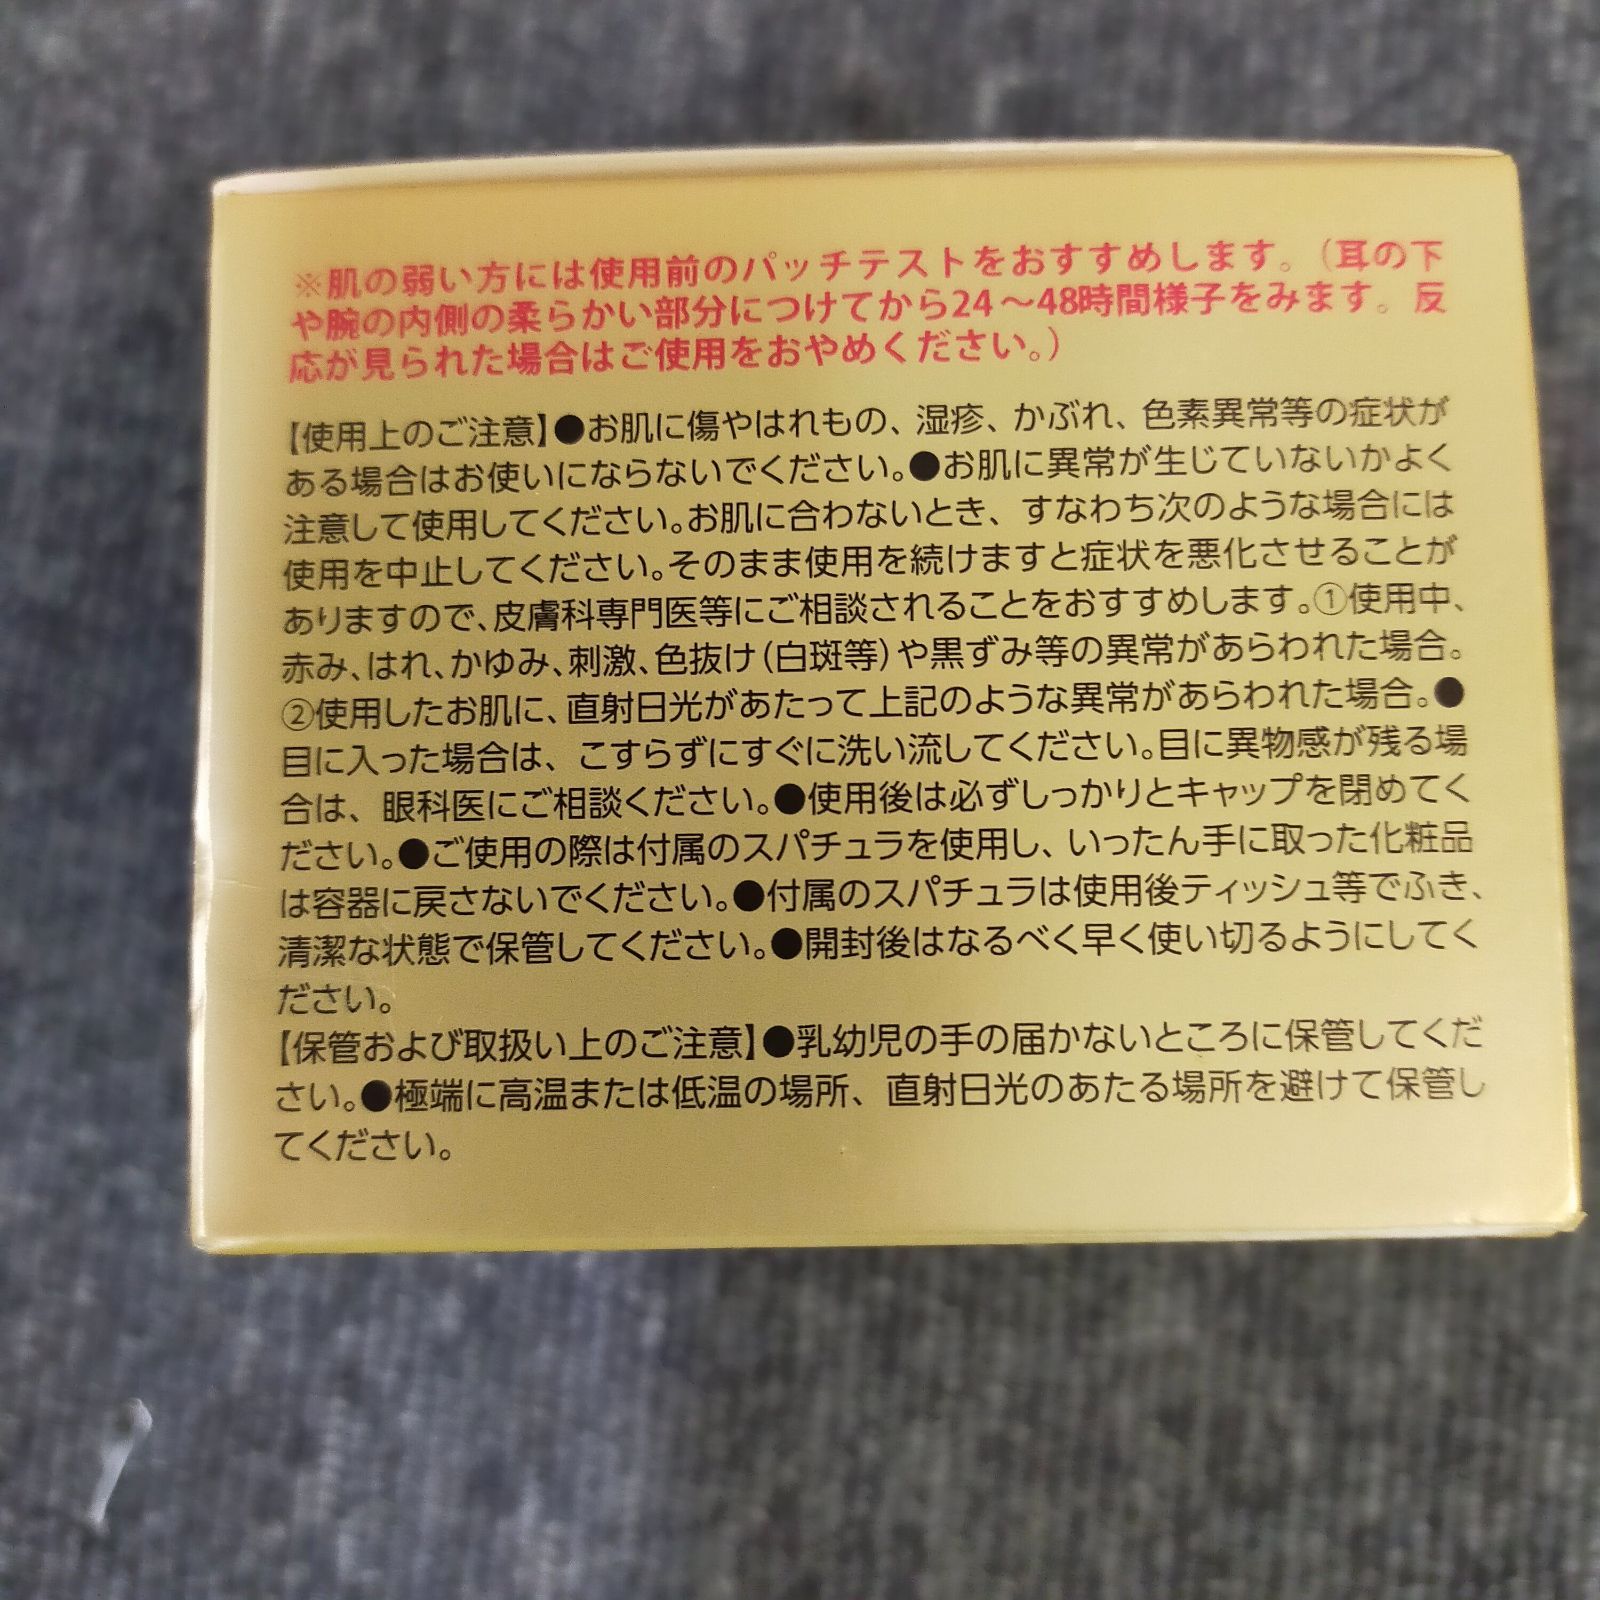 ※肌の弱い方には使用前のパッチテストをおすすめします。（耳の下
や腕の内側の柔らかい部分につけてから24〜48時間様子をみます。反
応が見られた場合はご使用をおやめください。）
【使用上のご注意】●お肌に傷やはれもの、湿疹、かぶれ、色素異常等の症状が
ある場合はお使いにならないでください。●お肌に異常が生じていないかよく
注意して使用してください。お肌に合わないとき、すなわち次のような場合には
使用を中止してください。そのまま使用を続けますと症状を悪化させることが
ありますので、皮膚科専門医等にご相談されることをおすすめします。①使用中、
赤み、はれ、かゆみ、刺激、色抜け（白斑等）や黒ずみ等の異常があらわれた場合。
②使用したお肌に、直射日光があたって上記のような異常があらわれた場合。●
目に入った場合は、こすらずにすぐに洗い流してください。目に異物感が残る場
合は、眼科医にご相談ください。●使用後は必ずしっかりとキャップを閉めてく
ださい。●ご使用の際は付属のスパチュラを使用し、いったん手に取った化粧品
は容器に戻さないでください。●付属のスパチュラは使用後ティッシュ等でふき、
清潔な状態で保管してください。●開封後はなるべく早く使い切るようにしてく
ださい。
【保管および取扱い上のご注意】●乳幼児の手の届かないところに保管してくだ
さい。●極端に高温または低温の場所、直射日光のあたる場所を避けて保管し
てください。